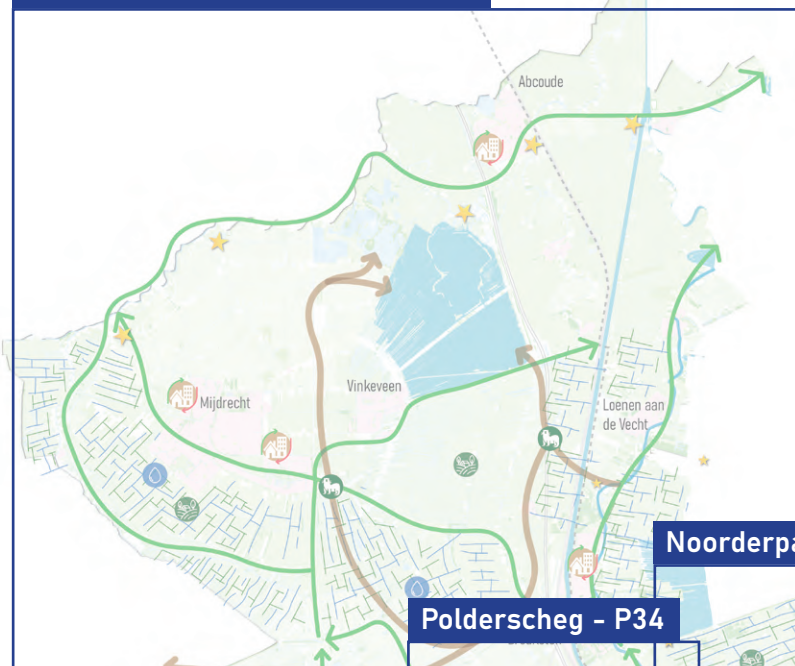 Abcoude
Mijdrecht
Vinkeveen
Loenen aan
de Vecht
Noorderpa
Polderscheg - P34